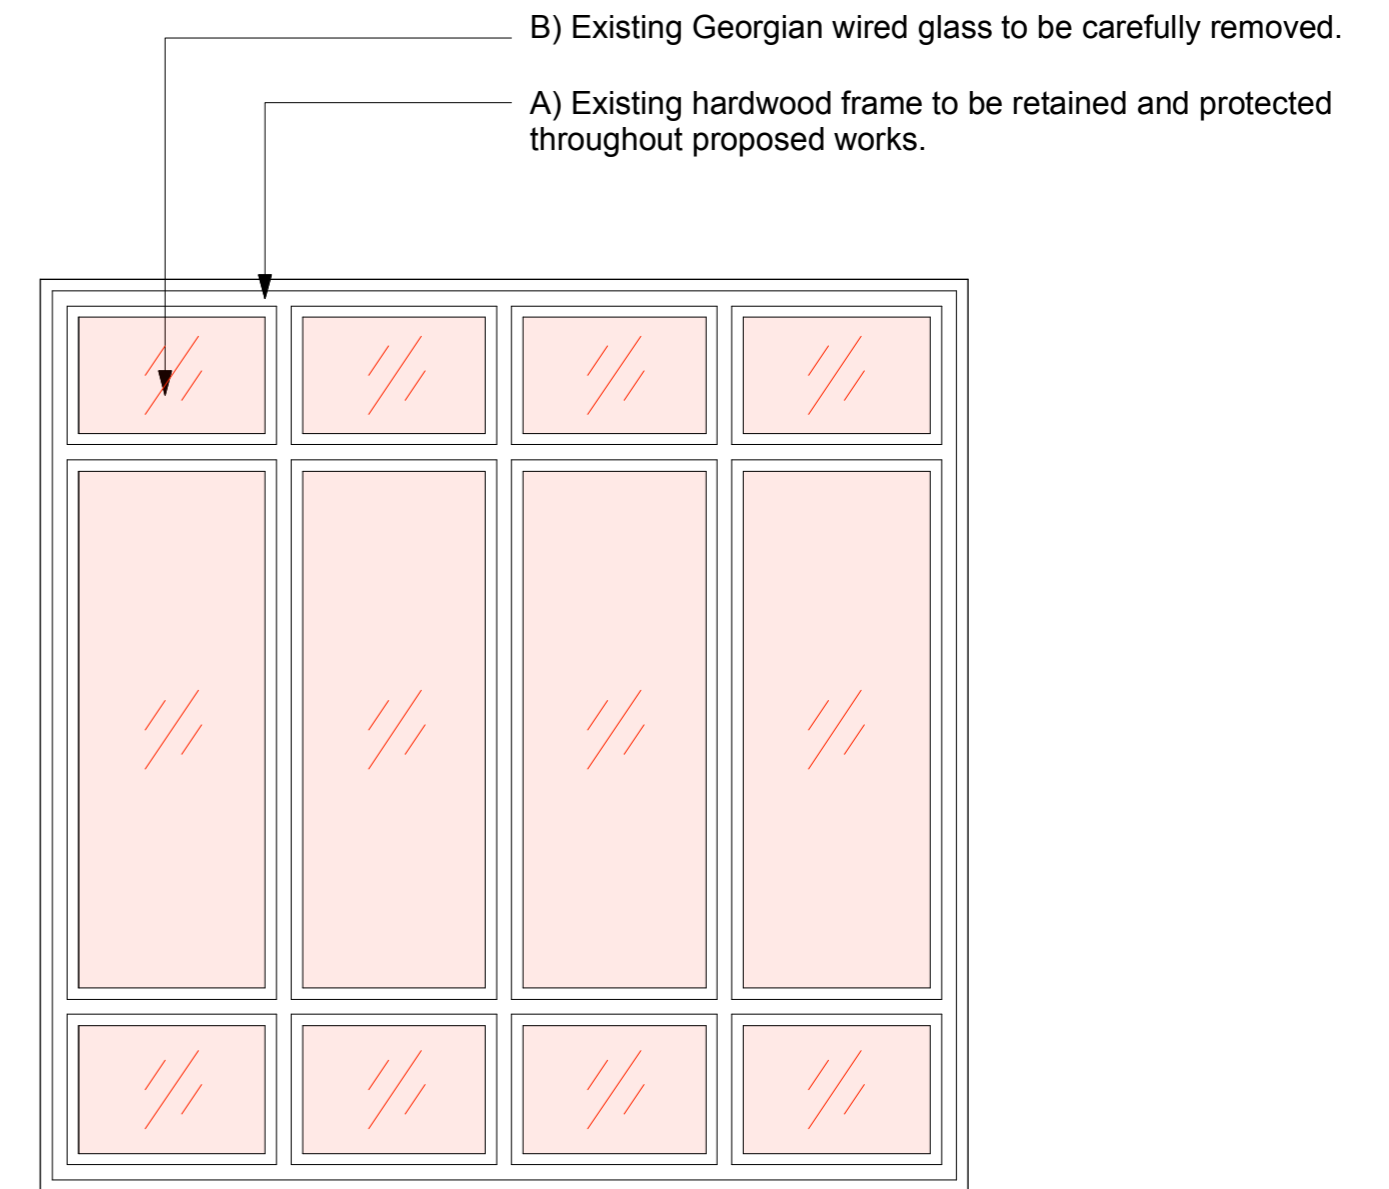 B) Existing Georgian wired glass to be carefully removed.
A) Existing hardwood frame to be retained and protected
throughout proposed works.